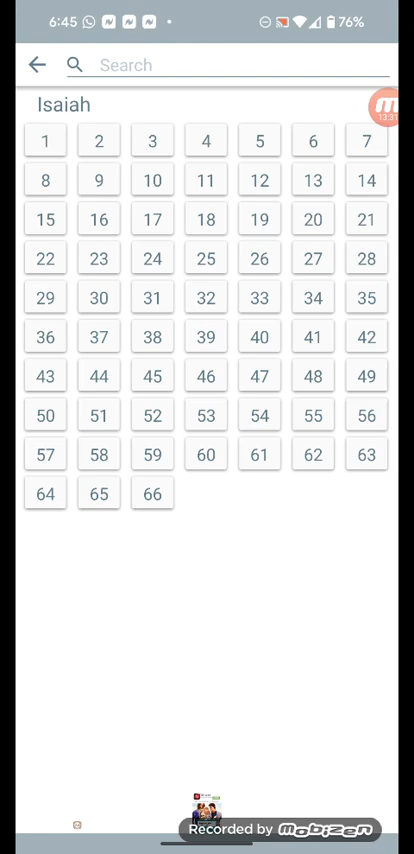 6:45 76%
Search
Isaiah
13:31
1 2 3 4 5 6 7
8 9 10 11 12 13 14
15 16 17 18 19 20 21
22 23 24 25 26 27 28
29 30 31 32 33 34 35
36 37 38 39 40 41 42
43 44 45 46 47 48 49
50 51 52 53 54 55 56
57 58 59 60 61 62 63
64 65 66
Recorded by mobizen